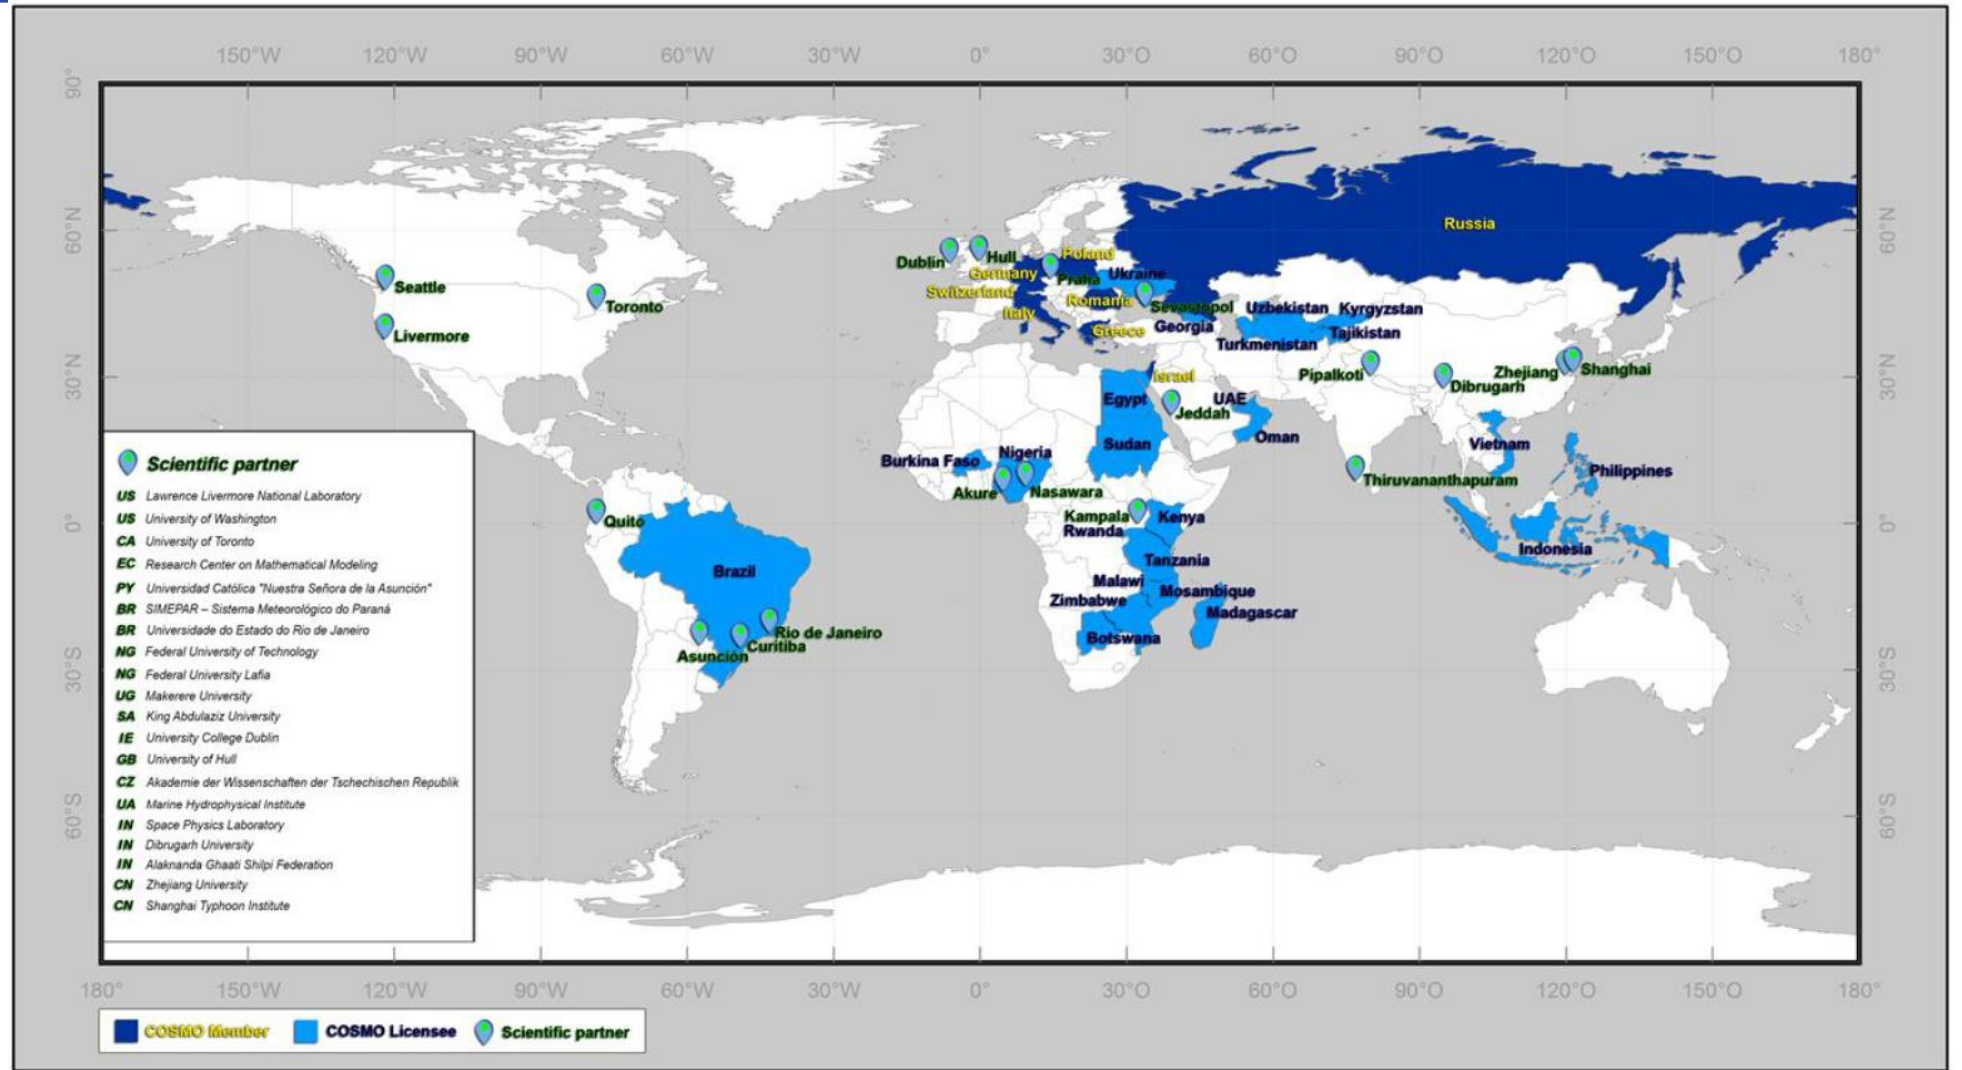 150°W 120°W 90°W 60°W 30°W 0° 30°O 60°O 90°O 120°O 150°O 180°
90°
60°N
30°N
0°
30°S
60°S
60°N
30°N
0°
30°S
60°S
Russia
Dublin
Hull
Poland
Germany
Praha
Ukraine
Switzerland
Romania
Sevastopol
Italy
Greece
Georgia
Uzbekistan
Kyrgyzstan
Tajikistan
Turkmenistan
Seattle
Toronto
Livermore
Pipalkoti
Dibrugarh
Zhejiang
Shanghai
Israel
Jeddah
Egypt
UAE
Oman
Sudan
Vietnam
Philippines
Thiruvananthapuram
Burkina Faso
Nigeria
Akure
Nasawara
Kampala
Kenya
Rwanda
Tanzania
Malawi
Mosambique
Zimbabwe
Madagascar
Botswana
Indonesia
Quito
Brazil
Rio de Janeiro
Curitiba
Asunción
Scientific partner
US Lawrence Livermore National Laboratory
US University of Washington
CA University of Toronto
EC Research Center on Mathematical Modeling
PY Universidad Católica "Nuestra Señora de la Asunción"
BR SIMEPAR – Sistema Meteorológico do Paraná
BR Universidade do Estado do Rio de Janeiro
NG Federal University of Technology
NG Federal University Lafia
UG Makerere University
SA King Abdulaziz University
IE University College Dublin
GB University of Hull
CZ Akademie der Wissenschaften der Tschechischen Republik
UA Marine Hydrophysical Institute
IN Space Physics Laboratory
IN Dibrugarh University
IN Alaknanda Ghaati Shilpi Federation
CN Zhejiang University
CN Shanghai Typhoon Institute
180° 150°W 120°W 90°W 60°W 30°W 0° 30°O 60°O 90°O 120°O 150°O 180°
COSMO Member COSMO Licensee Scientific partner